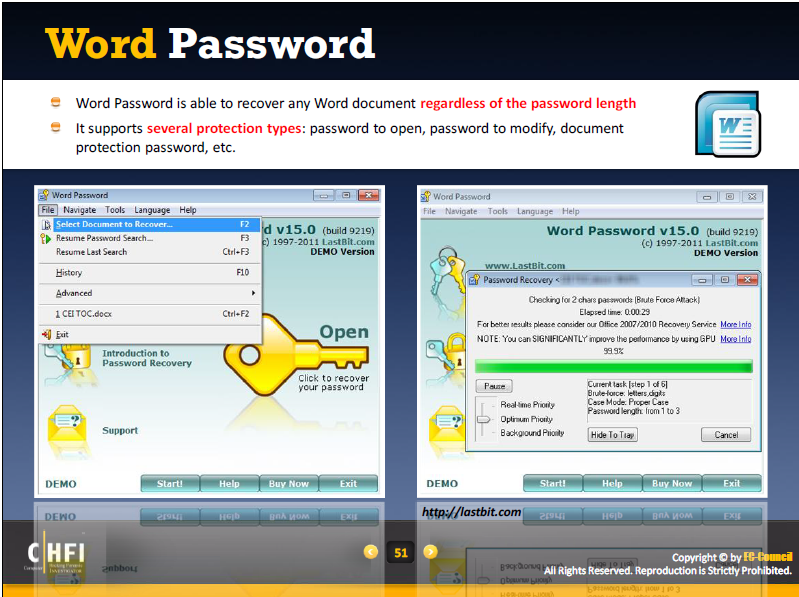 Word Password
Word Password is able to recover any Word document regardless of the password length
It supports several protection types: password to open, password to modify, document
protection password, etc.
Word Password
File Navigate Tools Language Help
Select Document to Recover... F2
Resume Password Search... F3
Resume Last Search Ctrl+F3
History F10
Advanced
1 CEI TOC.docx Ctrl+F2
Exit
d v15.0 (build 9219)
c) 1997-2011 LastBit.com
DEMO Version
Open
Click to recover
your password
Introduction to
Password Recovery
Support
DEMO Start! Help Buy Now Exit
Word Password
File Navigate Tools Language Help
Word Password v15.0 (build 9219)
(c) 1997-2011 LastBit.com
DEMO Version
www.LastBit.com
Password Recovery <
Checking for 2 chars passwords (Brute Force Attack)
Elapsed time: 0:00:29
For better results please consider our Office 2007/2010 Recovery Service More Info
NOTE: You can SIGNIFICANTLY improve the performance by using GPU More Info
99.9%
Pause
Real-time Priority
Optimum Priority
Background Priority
Current task [step 1 of 6]
Brute-force: letters,digits
Case Mode: Proper Case
Password length: from 1 to 3
Hide To Tray Cancel
DEMO Start! Help Buy Now Exit
http://lastbit.com
CHFI
51
Copyright © by EC-Council
All Rights Reserved. Reproduction is Strictly Prohibited.